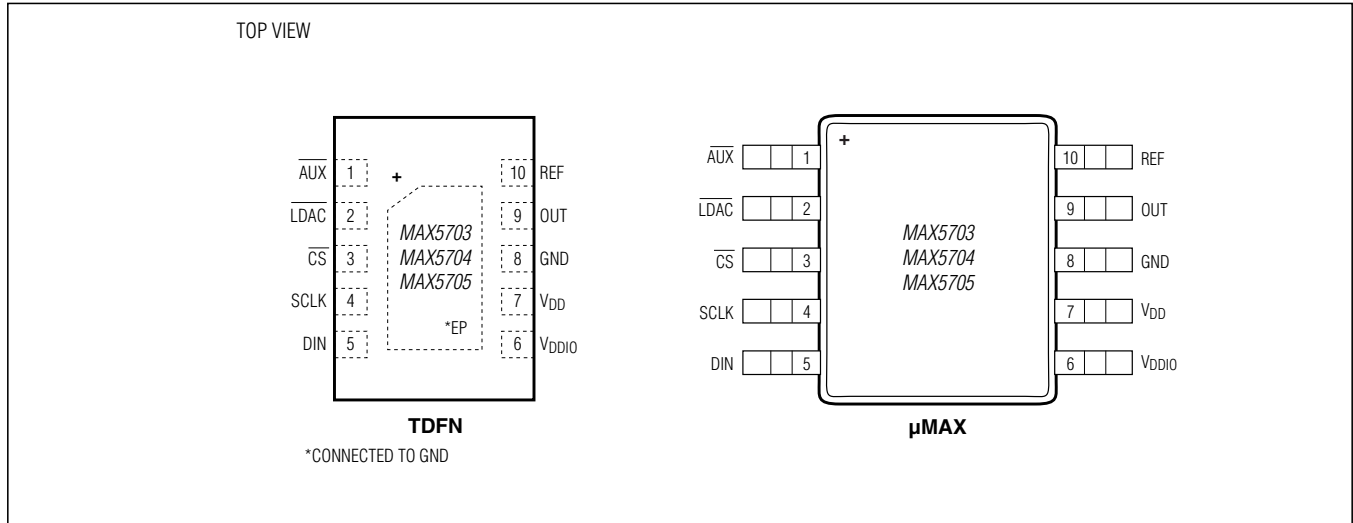 TOP VIEW
AUX 1 + 10 REF
LDAC 2 9 OUT
CS 3 8 GND
SCLK 4 7 VDD
DIN 5 6 VDDIO
MAX5703
MAX5704
MAX5705
*EP
TDFN
*CONNECTED TO GND
AUX 1 + 10 REF
LDAC 2 9 OUT
CS 3 8 GND
SCLK 4 7 VDD
DIN 5 6 VDDIO
MAX5703
MAX5704
MAX5705
µMAX